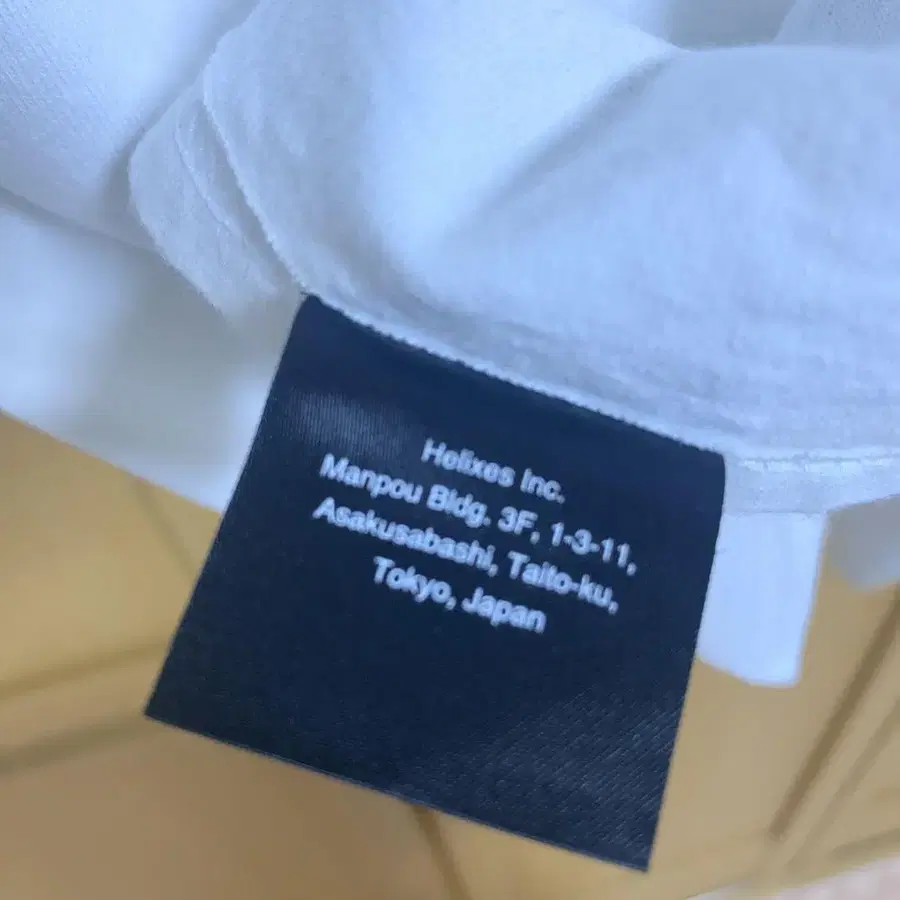 Helixes Inc.
Manpou Bldg. 3F, 1-3-11,
Asakusabashi, Taito-ku,
Tokyo, Japan